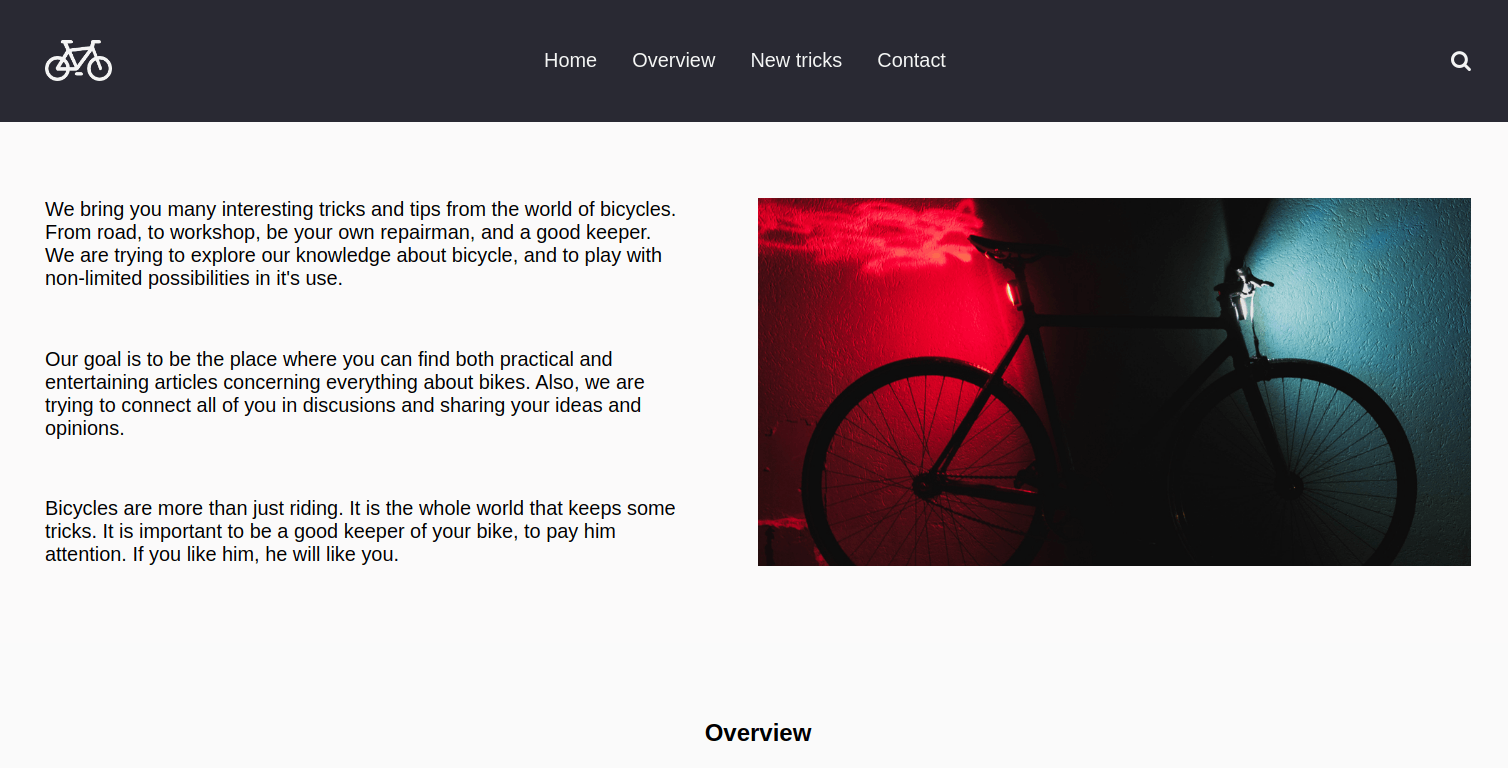 Home Overview New tricks Contact
We bring you many interesting tricks and tips from the world of bicycles.
From road, to workshop, be your own repairman, and a good keeper.
We are trying to explore our knowledge about bicycle, and to play with
non-limited possibilities in it's use.
Our goal is to be the place where you can find both practical and
entertaining articles concerning everything about bikes. Also, we are
trying to connect all of you in discusions and sharing your ideas and
opinions.
Bicycles are more than just riding. It is the whole world that keeps some
tricks. It is important to be a good keeper of your bike, to pay him
attention. If you like him, he will like you.
Overview